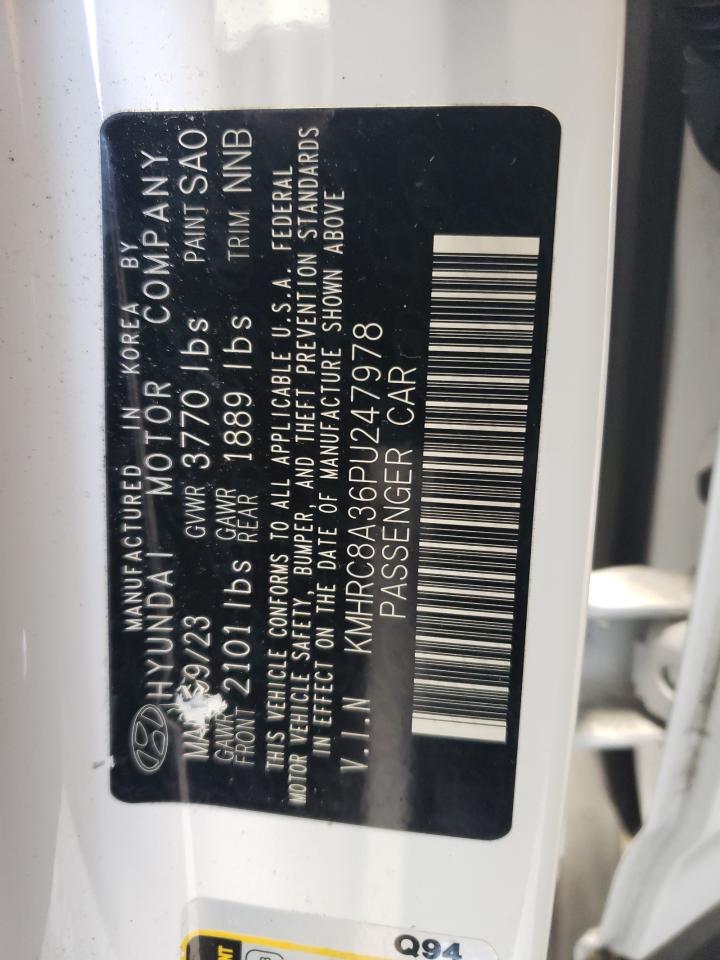 MANUFACTURED IN KOREA BY
HYUNDAI MOTOR COMPANY
09/23 GVWR 3770 lbs PAINT SAO
GAWR FRONT 2101 lbs GAWR REAR 1889 lbs TRIM NNB
THIS VEHICLE CONFORMS TO ALL APPLICABLE U.S.A. FEDERAL
MOTOR VEHICLE SAFETY, BUMPER, AND THEFT PREVENTION STANDARDS
IN EFFECT ON THE DATE OF MANUFACTURE SHOWN ABOVE
V.I.N KMHRC8A36PU247978
PASSENGER CAR
Q94